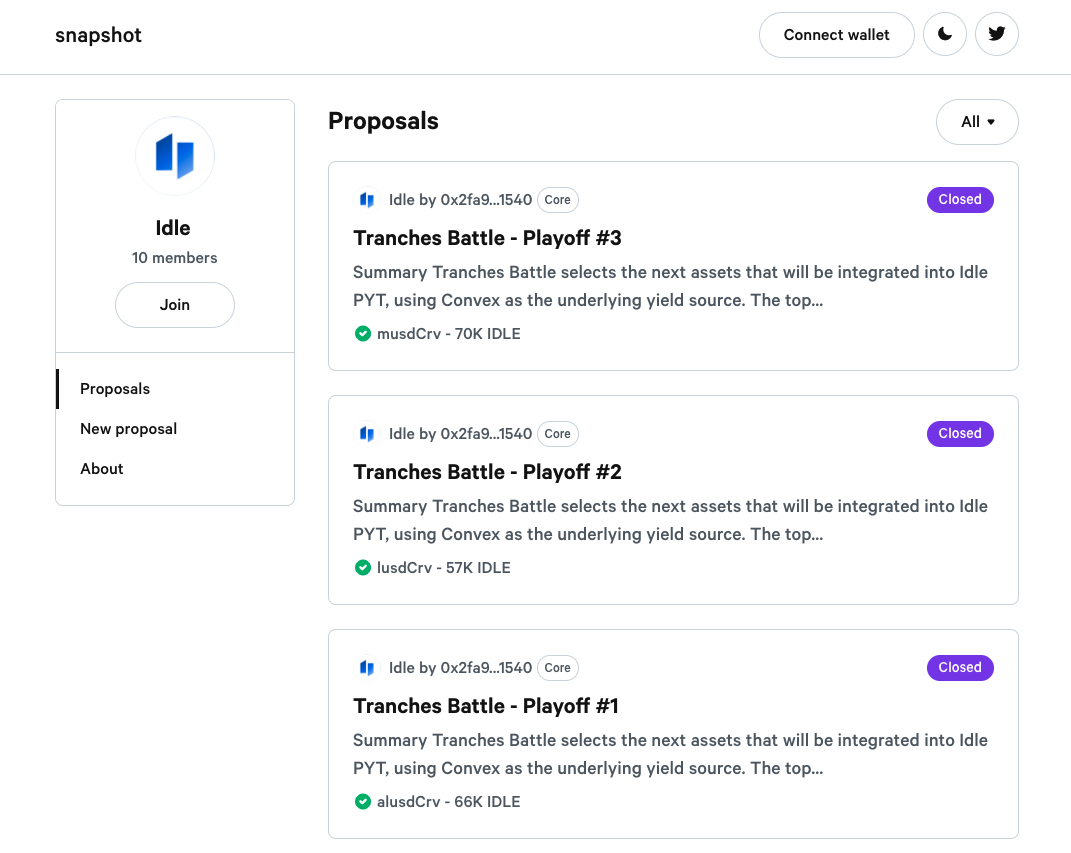 snapshot
Connect wallet
Idle
10 members
Join
Proposals
New proposal
About
Proposals
All
Idle by 0x2fa9...1540 Core
Closed
Tranches Battle - Playoff #3
Summary Tranches Battle selects the next assets that will be integrated into Idle
PYT, using Convex as the underlying yield source. The top...
musdCrv - 70K IDLE
Idle by 0x2fa9...1540 Core
Closed
Tranches Battle - Playoff #2
Summary Tranches Battle selects the next assets that will be integrated into Idle
PYT, using Convex as the underlying yield source. The top...
lusdCrv - 57K IDLE
Idle by 0x2fa9...1540 Core
Closed
Tranches Battle - Playoff #1
Summary Tranches Battle selects the next assets that will be integrated into Idle
PYT, using Convex as the underlying yield source. The top...
alusdCrv - 66K IDLE